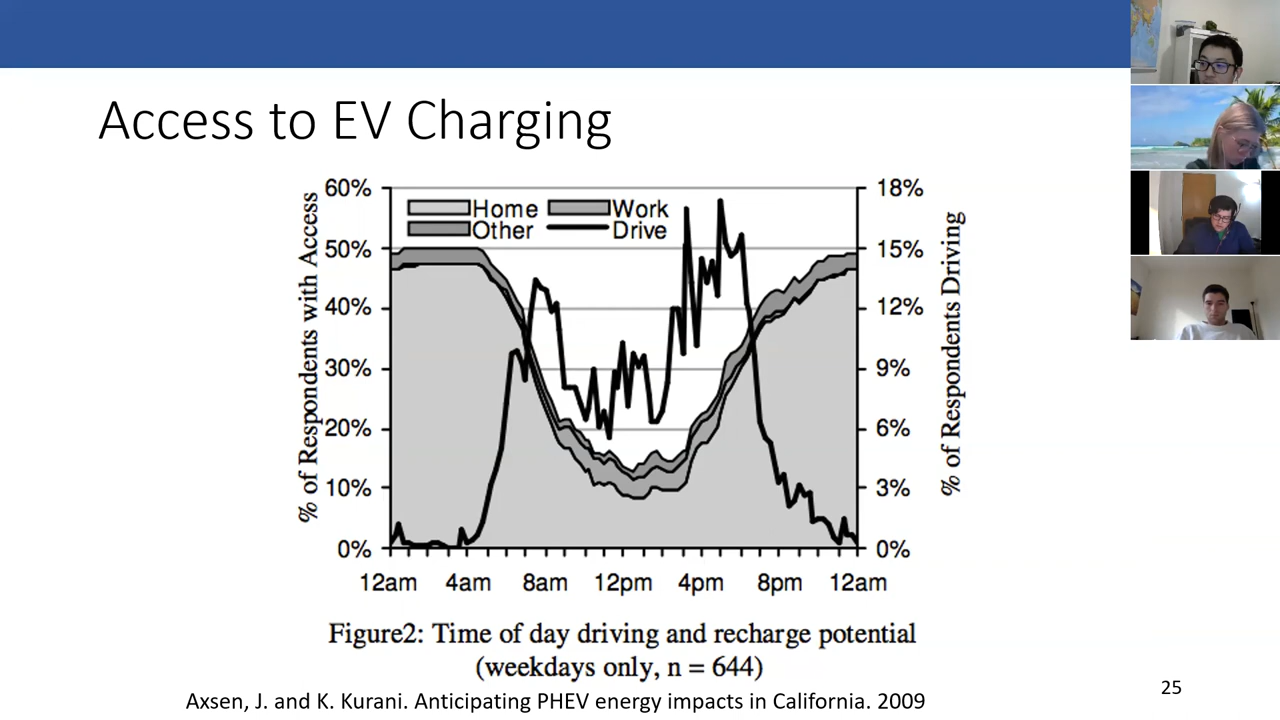 Access to EV Charging
60%
50%
40%
30%
20%
10%
0%
% of Respondents with Access
Home
Work
Other
Drive
18%
15%
12%
9%
6%
3%
0%
% of Respondents Driving
12am 4am 8am 12pm 4pm 8pm 12am
Figure2: Time of day driving and recharge potential
(weekdays only, n = 644)
Axsen, J. and K. Kurani. Anticipating PHEV energy impacts in California. 2009
25